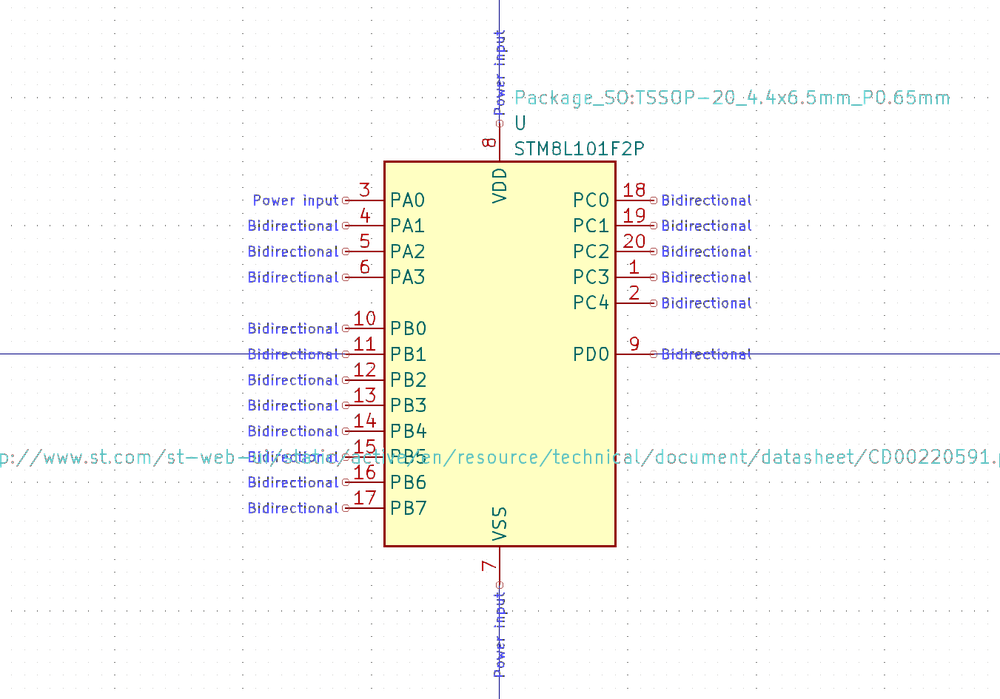 Power input
Package_SO:TSSOP-20_4.4x6.5mm_P0.65mm
U
8
STM8L101F2P
VDD
Power input 3 PA0 PC0 18 Bidirectional
Bidirectional 4 PA1 PC1 19 Bidirectional
Bidirectional 5 PA2 PC2 20 Bidirectional
Bidirectional 6 PA3 PC3 1 Bidirectional
PC4 2 Bidirectional
Bidirectional 10 PB0
Bidirectional 11 PB1 PD0 9 Bidirectional
Bidirectional 12 PB2
Bidirectional 13 PB3
Bidirectional 14 PB4
Bidirectional 15 PB5
p://www.st.com/st-web-ui/static/active/en/resource/technical/document/datasheet/CD00220591.p
Bidirectional 16 PB6
Bidirectional 17 PB7
VSS
7
Power input